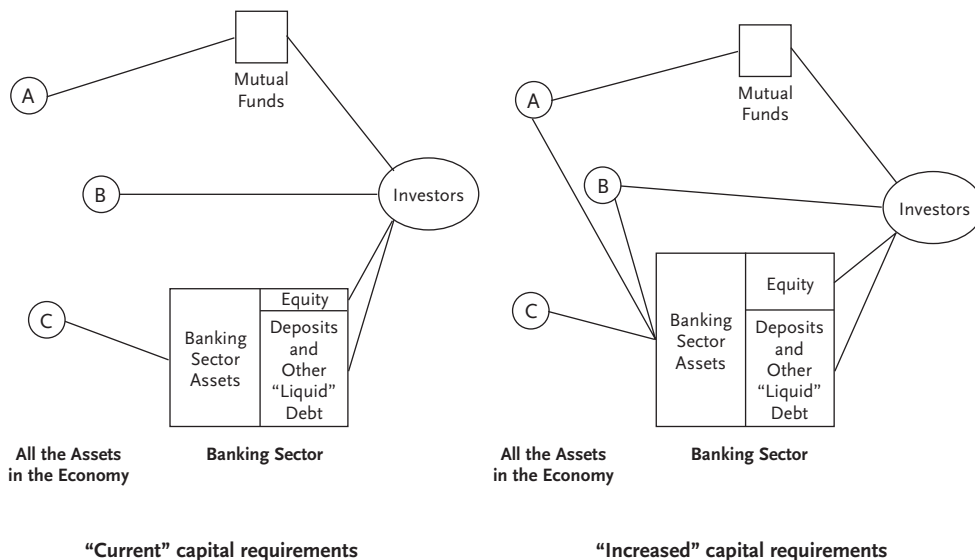 A
Mutual
Funds
B
Investors
C
Banking
Sector
Assets
Equity
Deposits
and
Other
“Liquid”
Debt
All the Assets
in the Economy
Banking Sector
“Current” capital requirements
A
Mutual
Funds
B
Investors
C
Banking
Sector
Assets
Equity
Deposits
and
Other
“Liquid”
Debt
All the Assets
in the Economy
Banking Sector
“Increased” capital requirements